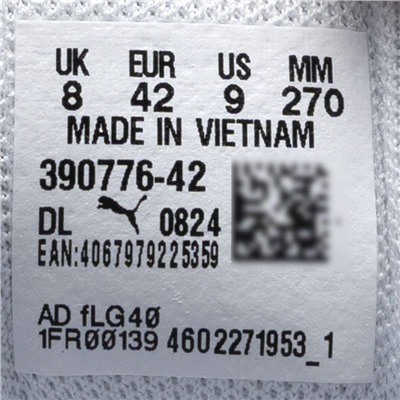 UK EUR US MM
8 42 9 270
MADE IN VIETNAM
390776-42
DL 0824
EAN:4067979225359
AD fLG40
1FR00139 4602271953_1